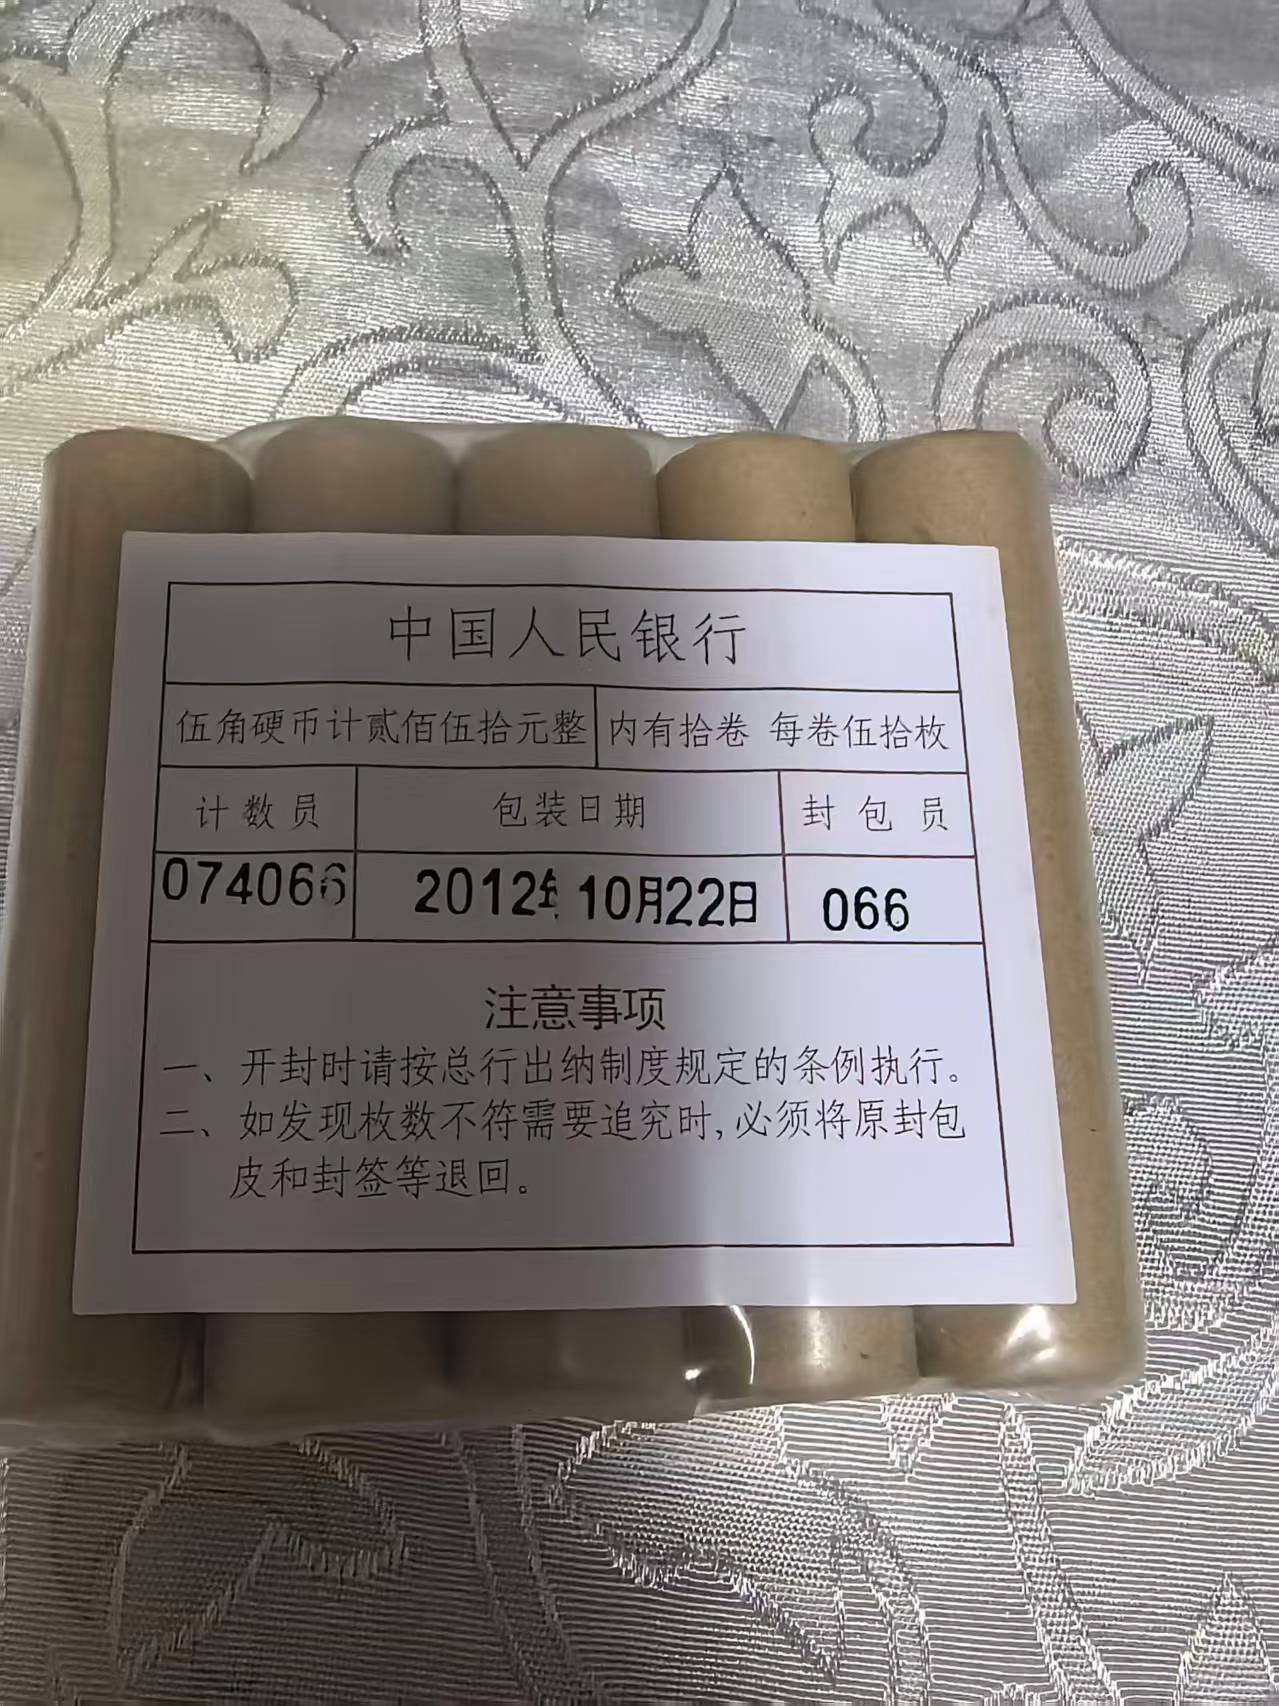 中国人民银行
伍角硬币计贰佰伍拾元整 内有拾卷 每卷伍拾枚
计数员 包装日期 封包员
074066 2012年10月22日 066
注意事项
一、开封时请按总行出纳制度规定的条例执行。
二、如发现枚数不符需要追究时,必须将原封包
皮和封签等退回。